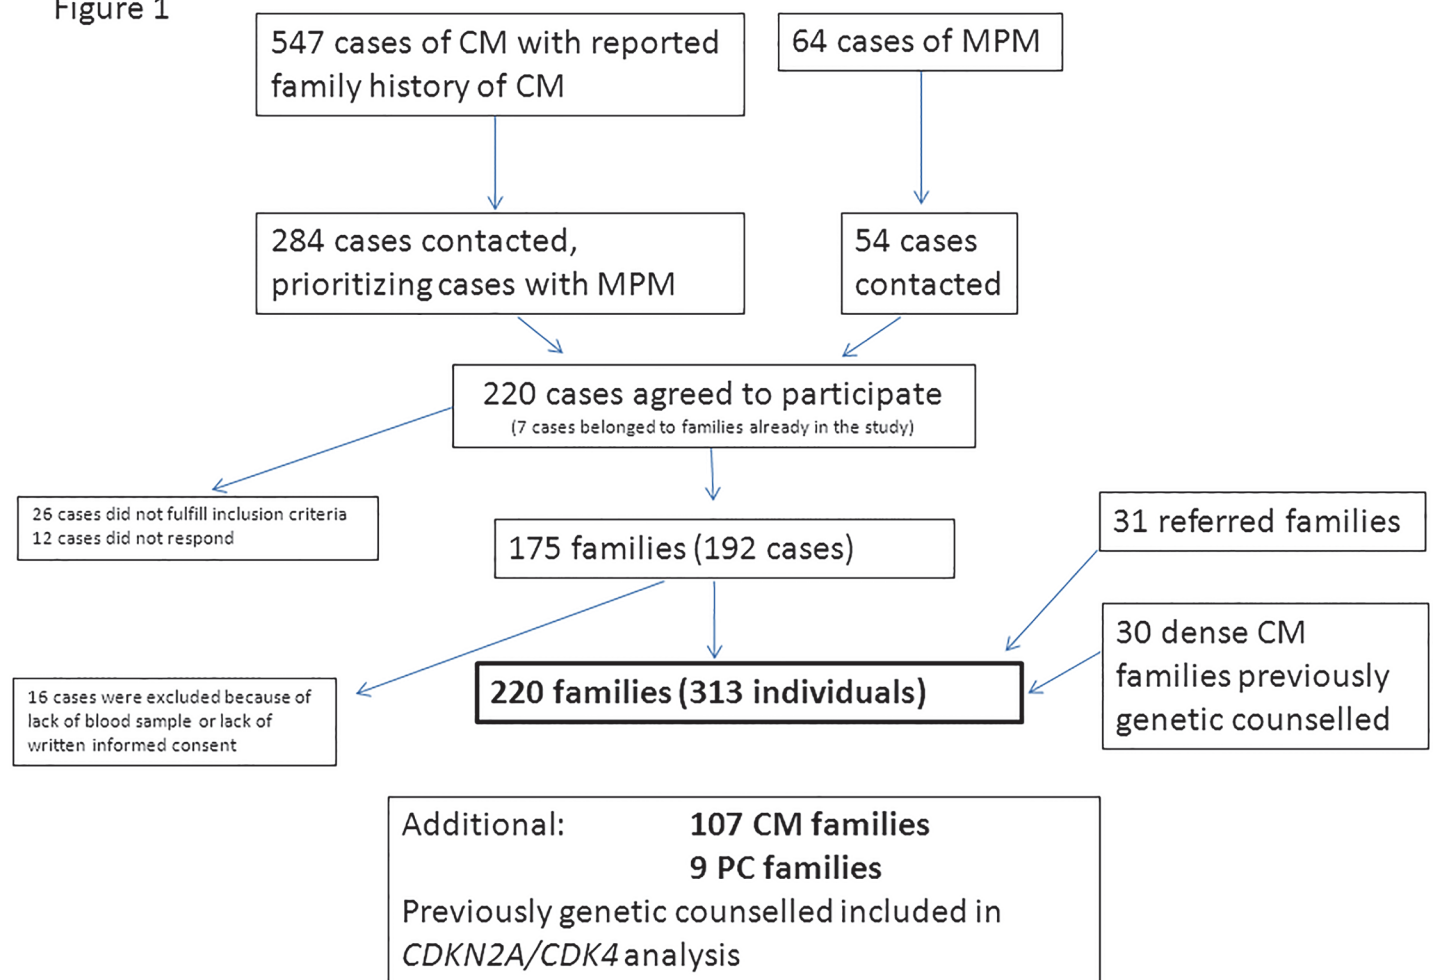 Figure 1
547 cases of CM with reported
family history of CM
64 cases of MPM
284 cases contacted,
prioritizing cases with MPM
54 cases
contacted
220 cases agreed to participate
(7 cases belonged to families already in the study)
26 cases did not fulfill inclusion criteria
12 cases did not respond
175 families (192 cases)
31 referred families
30 dense CM
families previously
genetic counselled
16 cases were excluded because of
lack of blood sample or lack of
written informed consent
220 families (313 individuals)
Additional: 107 CM families
9 PC families
Previously genetic counselled included in
CDKN2A/CDK4 analysis